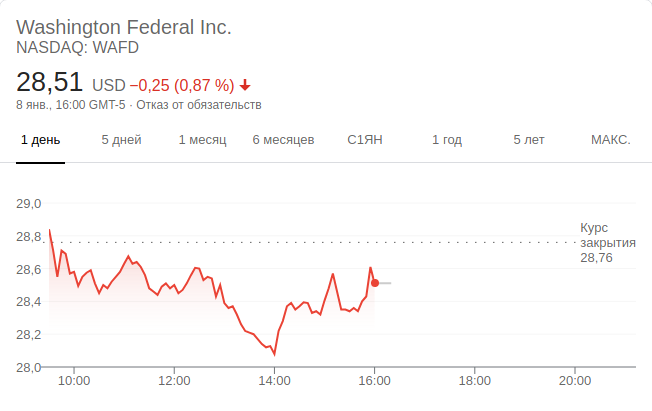 Washington Federal Inc.
NASDAQ: WAFD
28,51 USD −0,25 (0,87 %)
8 янв., 16:00 GMT-5 · Отказ от обязательств
1 день 5 дней 1 месяц 6 месяцев С1ЯН 1 год 5 лет МАКС.
29,0
28,8
28,6
28,4
28,2
28,0
Курс
закрытия
28,76
10:00 12:00 14:00 16:00 18:00 20:00